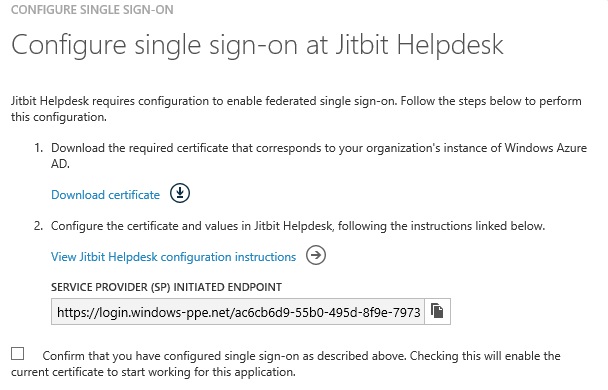 CONFIGURE SINGLE SIGN-ON
Configure single sign-on at Jitbit Helpdesk
Jitbit Helpdesk requires configuration to enable federated single sign-on. Follow the steps below to perform
this configuration.
1. Download the required certificate that corresponds to your organization's instance of Windows Azure
AD.
Download certificate
2. Configure the certificate and values in Jitbit Helpdesk, following the instructions linked below.
View Jitbit Helpdesk configuration instructions
SERVICE PROVIDER (SP) INITIATED ENDPOINT
https://login.windows-ppe.net/ac6cb6d9-55b0-495d-8f9e-7973
Confirm that you have configured single sign-on as described above. Checking this will enable the
current certificate to start working for this application.